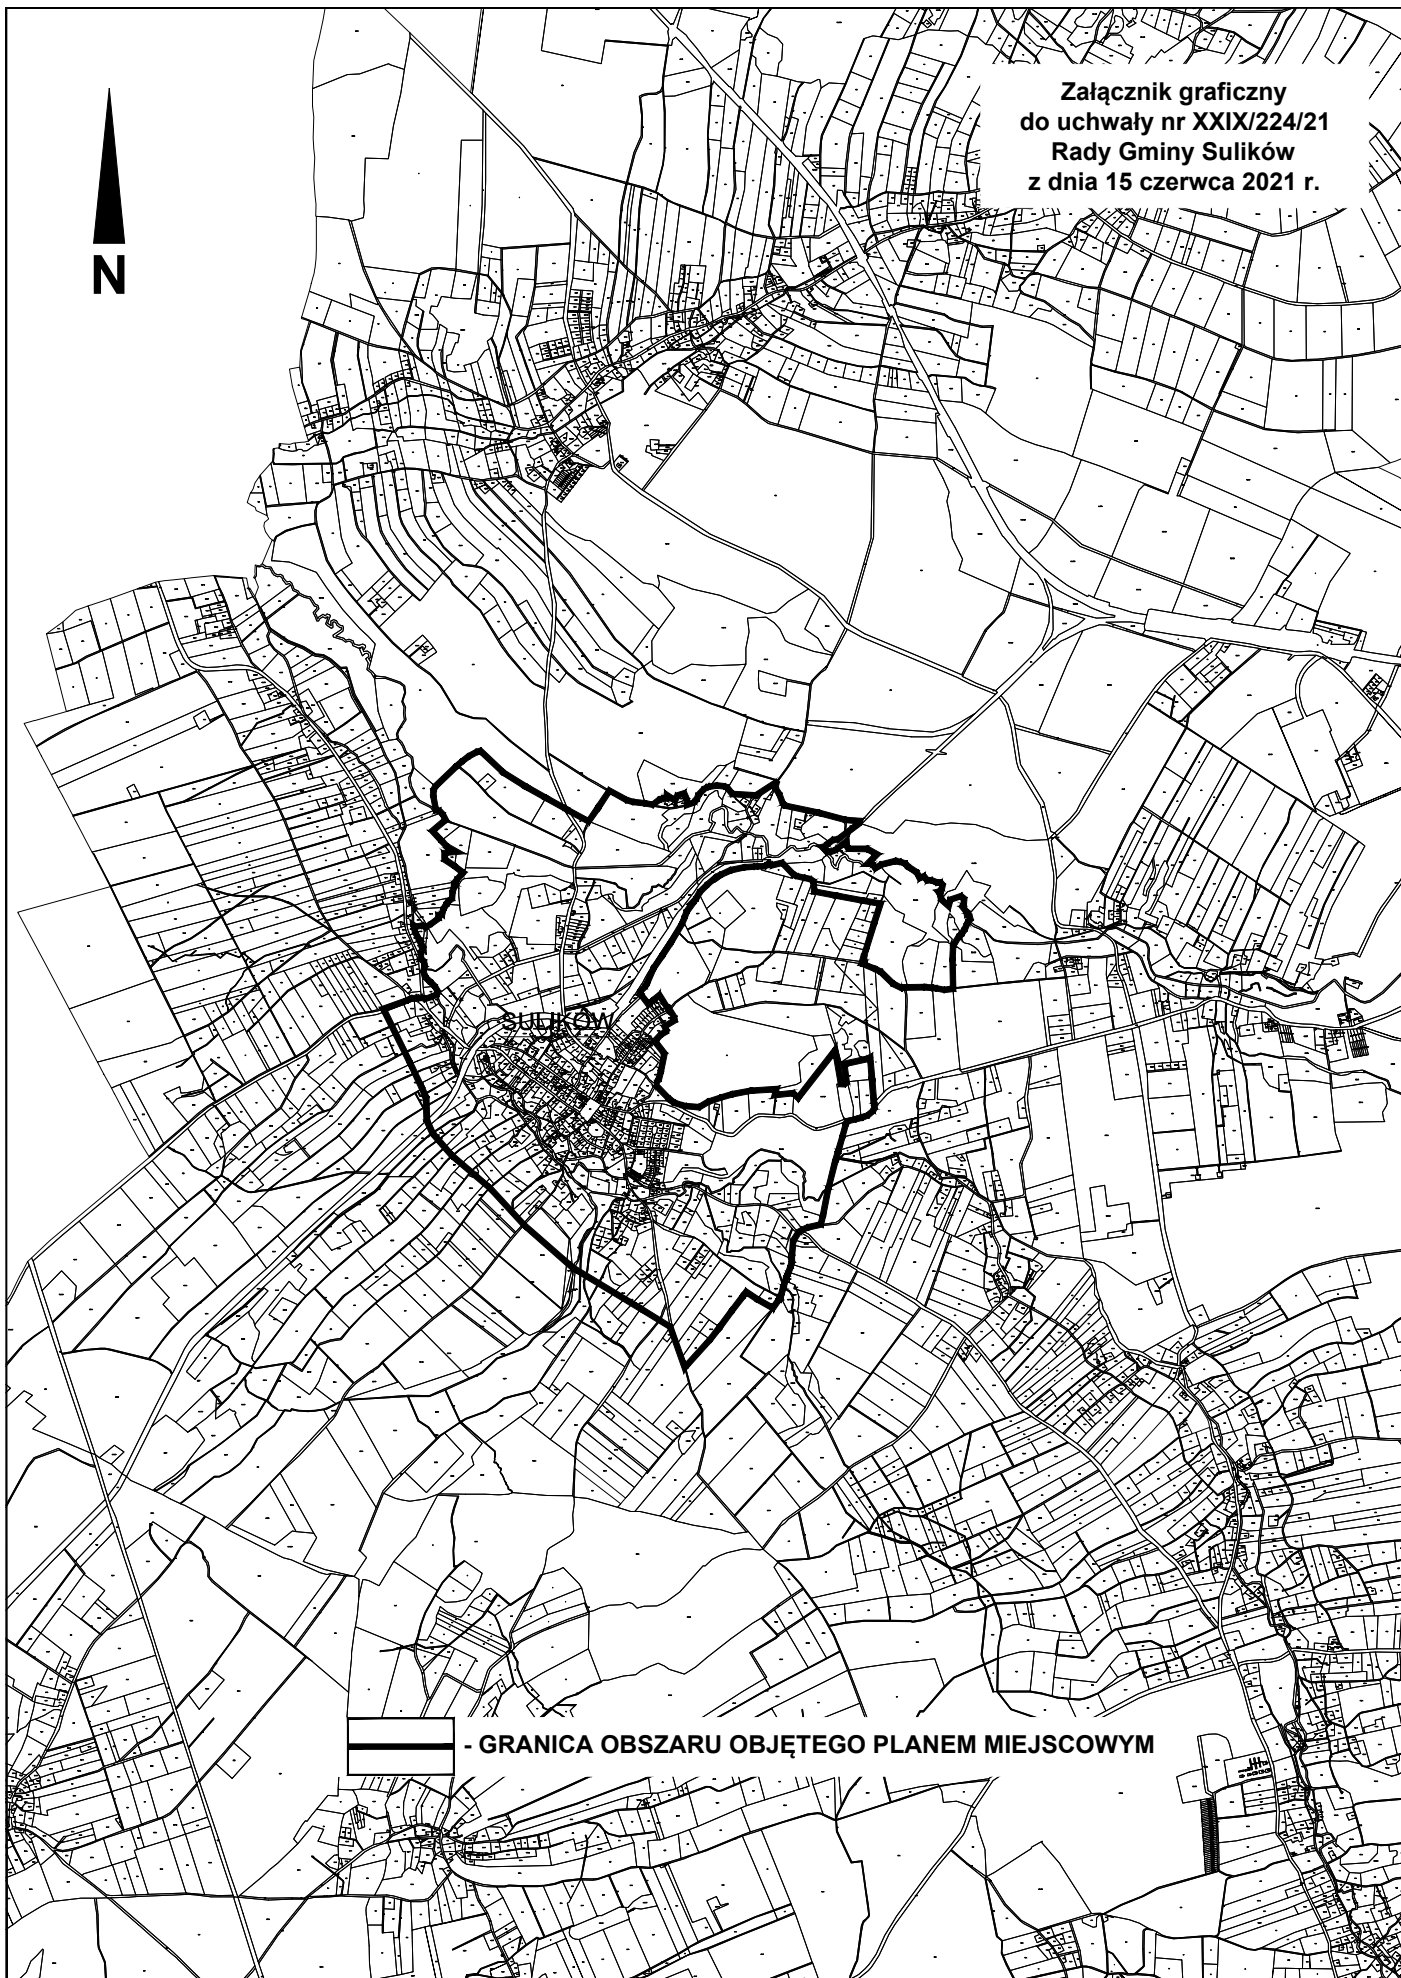 Załącznik graficzny
do uchwały nr XXIX/224/21
Rady Gminy Sulików
z dnia 15 czerwca 2021 r.
N
SULIKÓW
- GRANICA OBSZARU OBJĘTEGO PLANEM MIEJSCOWYM